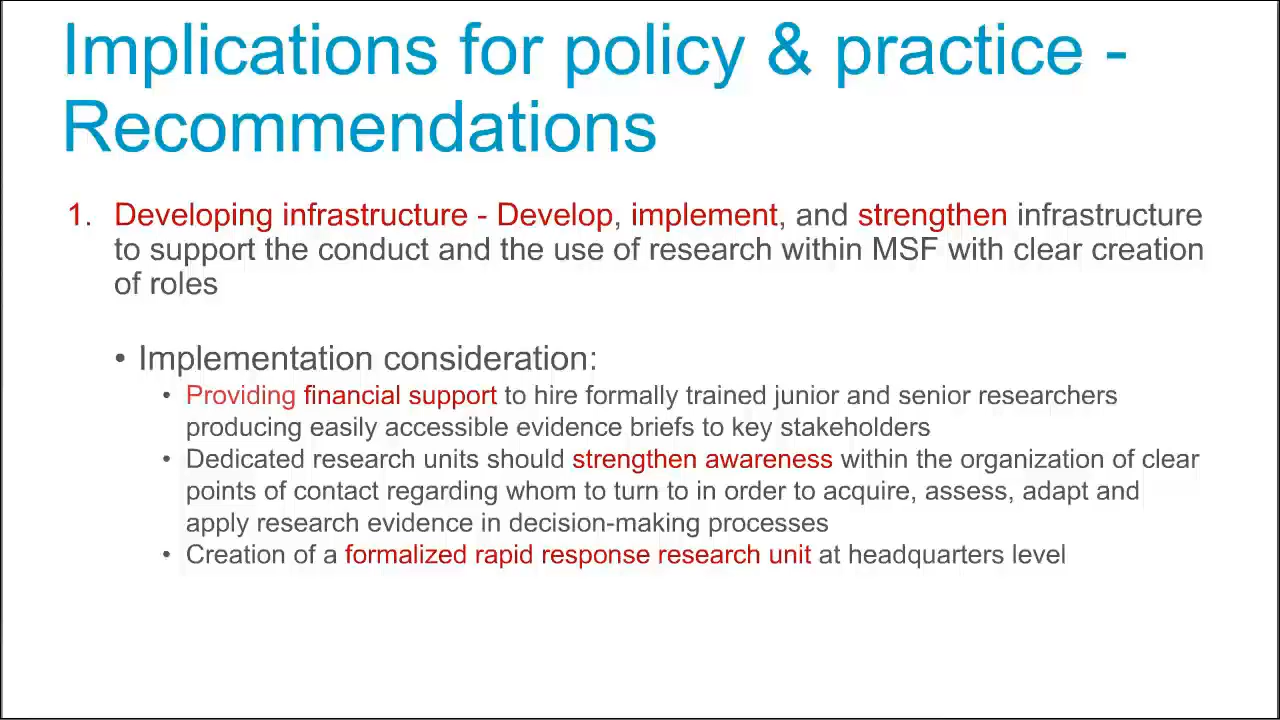 Implications for policy & practice -
Recommendations
1. Developing infrastructure - Develop, implement, and strengthen infrastructure
to support the conduct and the use of research within MSF with clear creation
of roles
• Implementation consideration:
• Providing financial support to hire formally trained junior and senior researchers
producing easily accessible evidence briefs to key stakeholders
• Dedicated research units should strengthen awareness within the organization of clear
points of contact regarding whom to turn to in order to acquire, assess, adapt and
apply research evidence in decision-making processes
• Creation of a formalized rapid response research unit at headquarters level